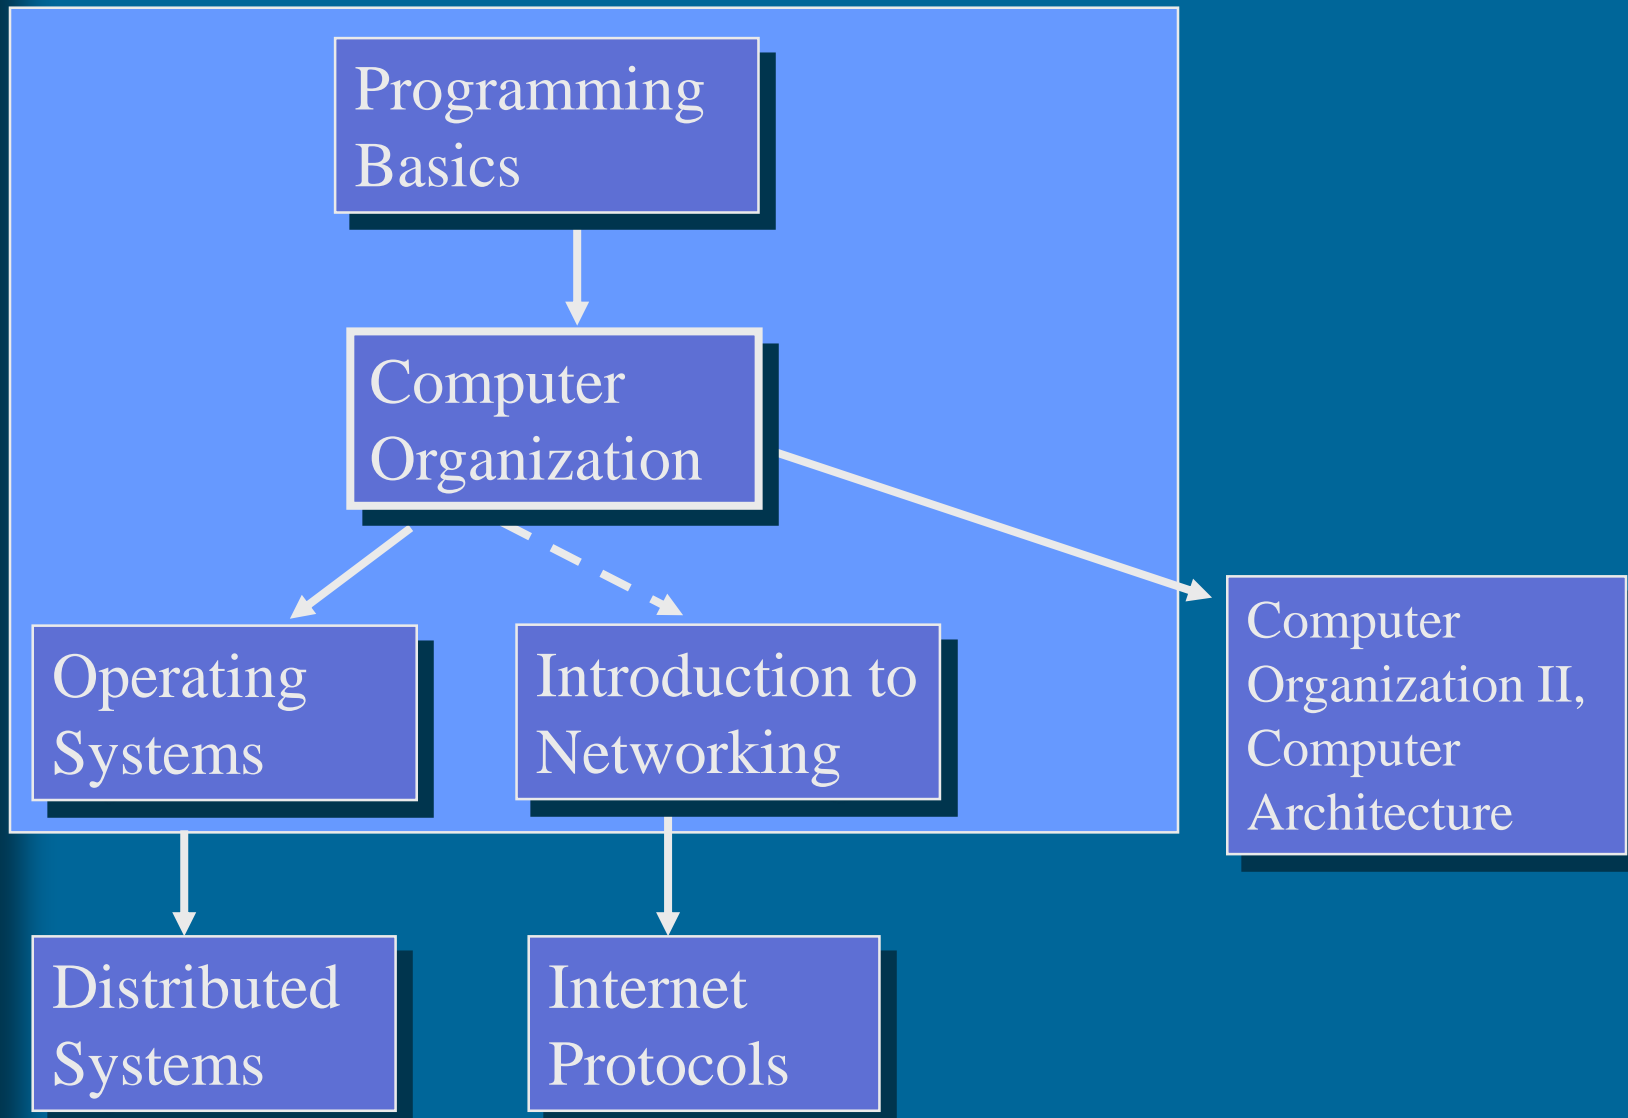 Programming
Basics
Computer
Organization
Operating
Systems
Introduction to
Networking
Computer
Organization II,
Computer
Architecture
Distributed
Systems
Internet
Protocols